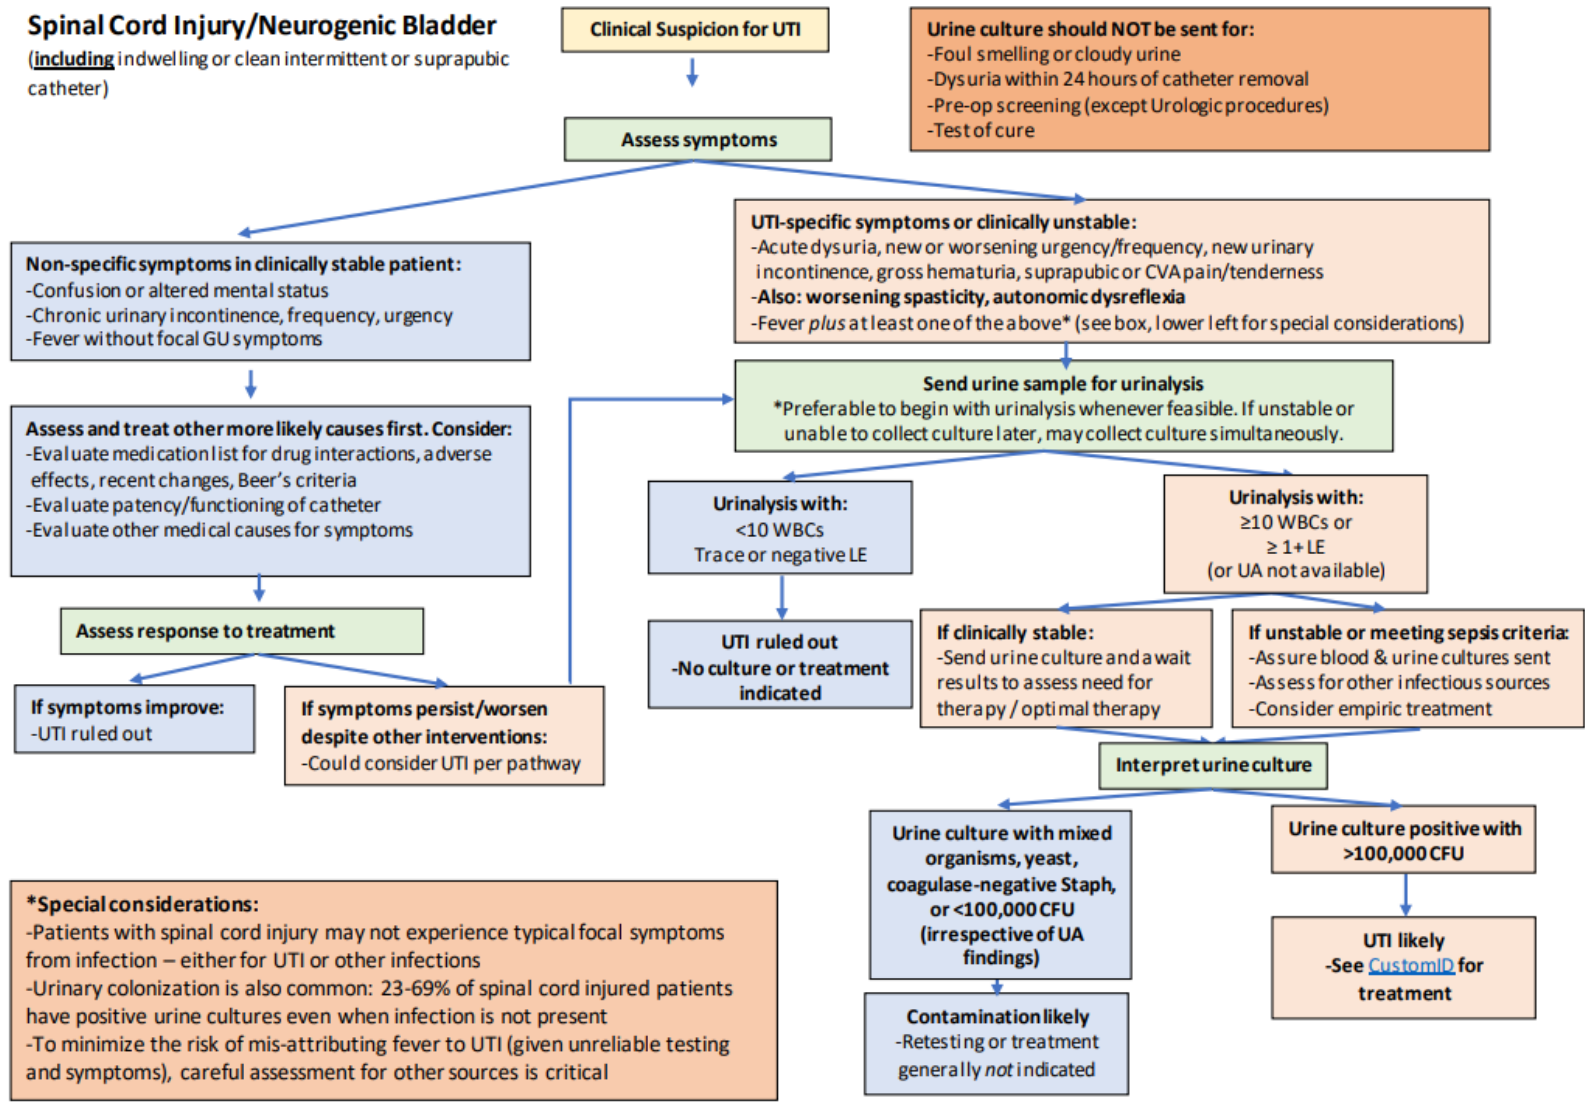 Spinal Cord Injury/Neurogenic Bladder
(including indwelling or clean intermittent or suprapubic
catheter)
Clinical Suspicion for UTI
Urine culture should NOT be sent for:
-Foul smelling or cloudy urine
-Dysuria within 24 hours of catheter removal
-Pre-op screening (except Urologic procedures)
-Test of cure
Assess symptoms
Non-specific symptoms in clinically stable patient:
-Confusion or altered mental status
-Chronic urinary incontinence, frequency, urgency
-Fever without focal GU symptoms
UTI-specific symptoms or clinically unstable:
-Acute dysuria, new or worsening urgency/frequency, new urinary
incontinence, gross hematuria, suprapubic or CVA pain/tenderness
-Also: worsening spasticity, autonomic dysreflexia
-Fever plus at least one of the above* (see box, lower left for special considerations)
Assess and treat other more likely causes first. Consider:
-Evaluate medication list for drug interactions, adverse
effects, recent changes, Beer's criteria
-Evaluate patency/functioning of catheter
-Evaluate other medical causes for symptoms
Send urine sample for urinalysis
*Preferable to begin with urinalysis whenever feasible. If unstable or
unable to collect culture later, may collect culture simultaneously.
Urinalysis with:
<10 WBCs
Trace or negative LE
Urinalysis with:
≥10 WBCs or
≥ 1+ LE
(or UA not available)
Assess response to treatment
If symptoms improve:
-UTI ruled out
If symptoms persist/worsen
despite other interventions:
-Could consider UTI per pathway
UTI ruled out
-No culture or treatment
indicated
If clinically stable:
-Send urine culture and await
results to assess need for
therapy / optimal therapy
If unstable or meeting sepsis criteria:
-Assure blood & urine cultures sent
-Assess for other infectious sources
-Consider empiric treatment
Interpret urine culture
Urine culture with mixed
organisms, yeast,
coagulase-negative Staph,
or <100,000 CFU
(irrespective of UA
findings)
Urine culture positive with
>100,000 CFU
Contamination likely
-Retesting or treatment
generally not indicated
UTI likely
-See CustomID for
treatment
*Special considerations:
-Patients with spinal cord injury may not experience typical focal symptoms
from infection – either for UTI or other infections
-Urinary colonization is also common: 23-69% of spinal cord injured patients
have positive urine cultures even when infection is not present
-To minimize the risk of mis-attributing fever to UTI (given unreliable testing
and symptoms), careful assessment for other sources is critical